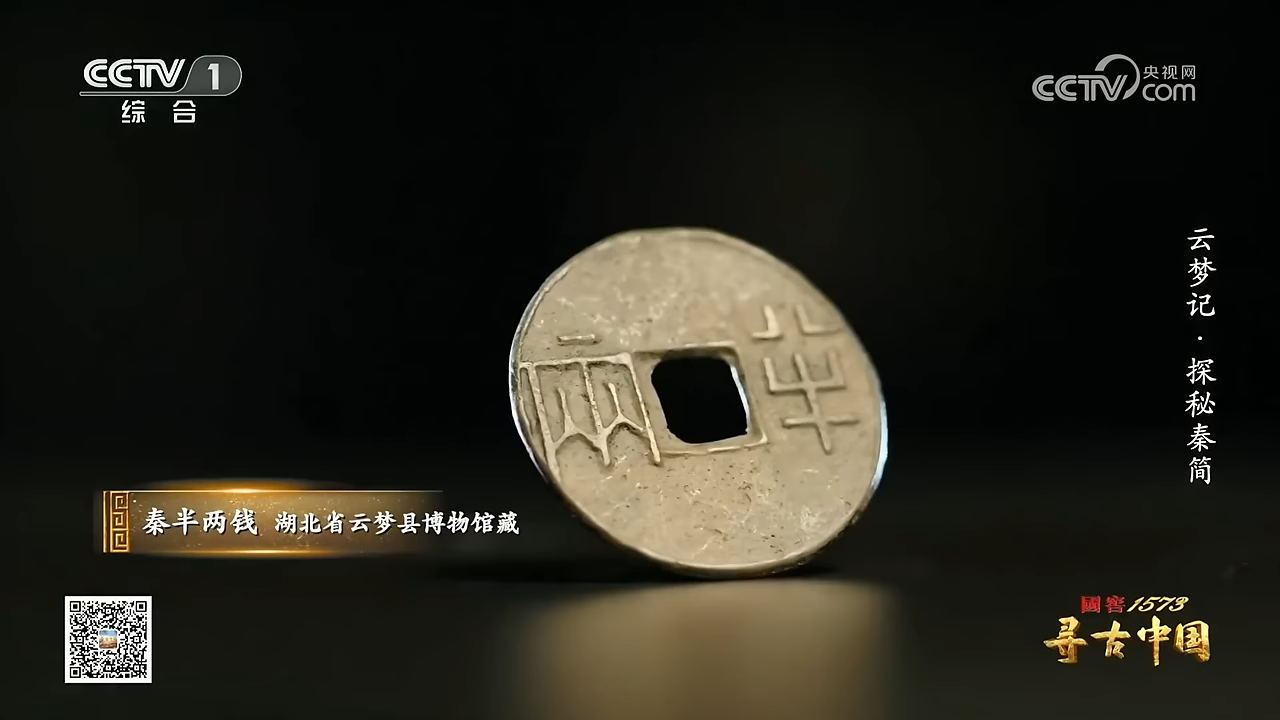 CCTV 1
综合
CCTV 央视网
com
云梦记·探秘秦简
半
两
秦半两钱 湖北省云梦县博物馆藏
國窖1573
寻古中国